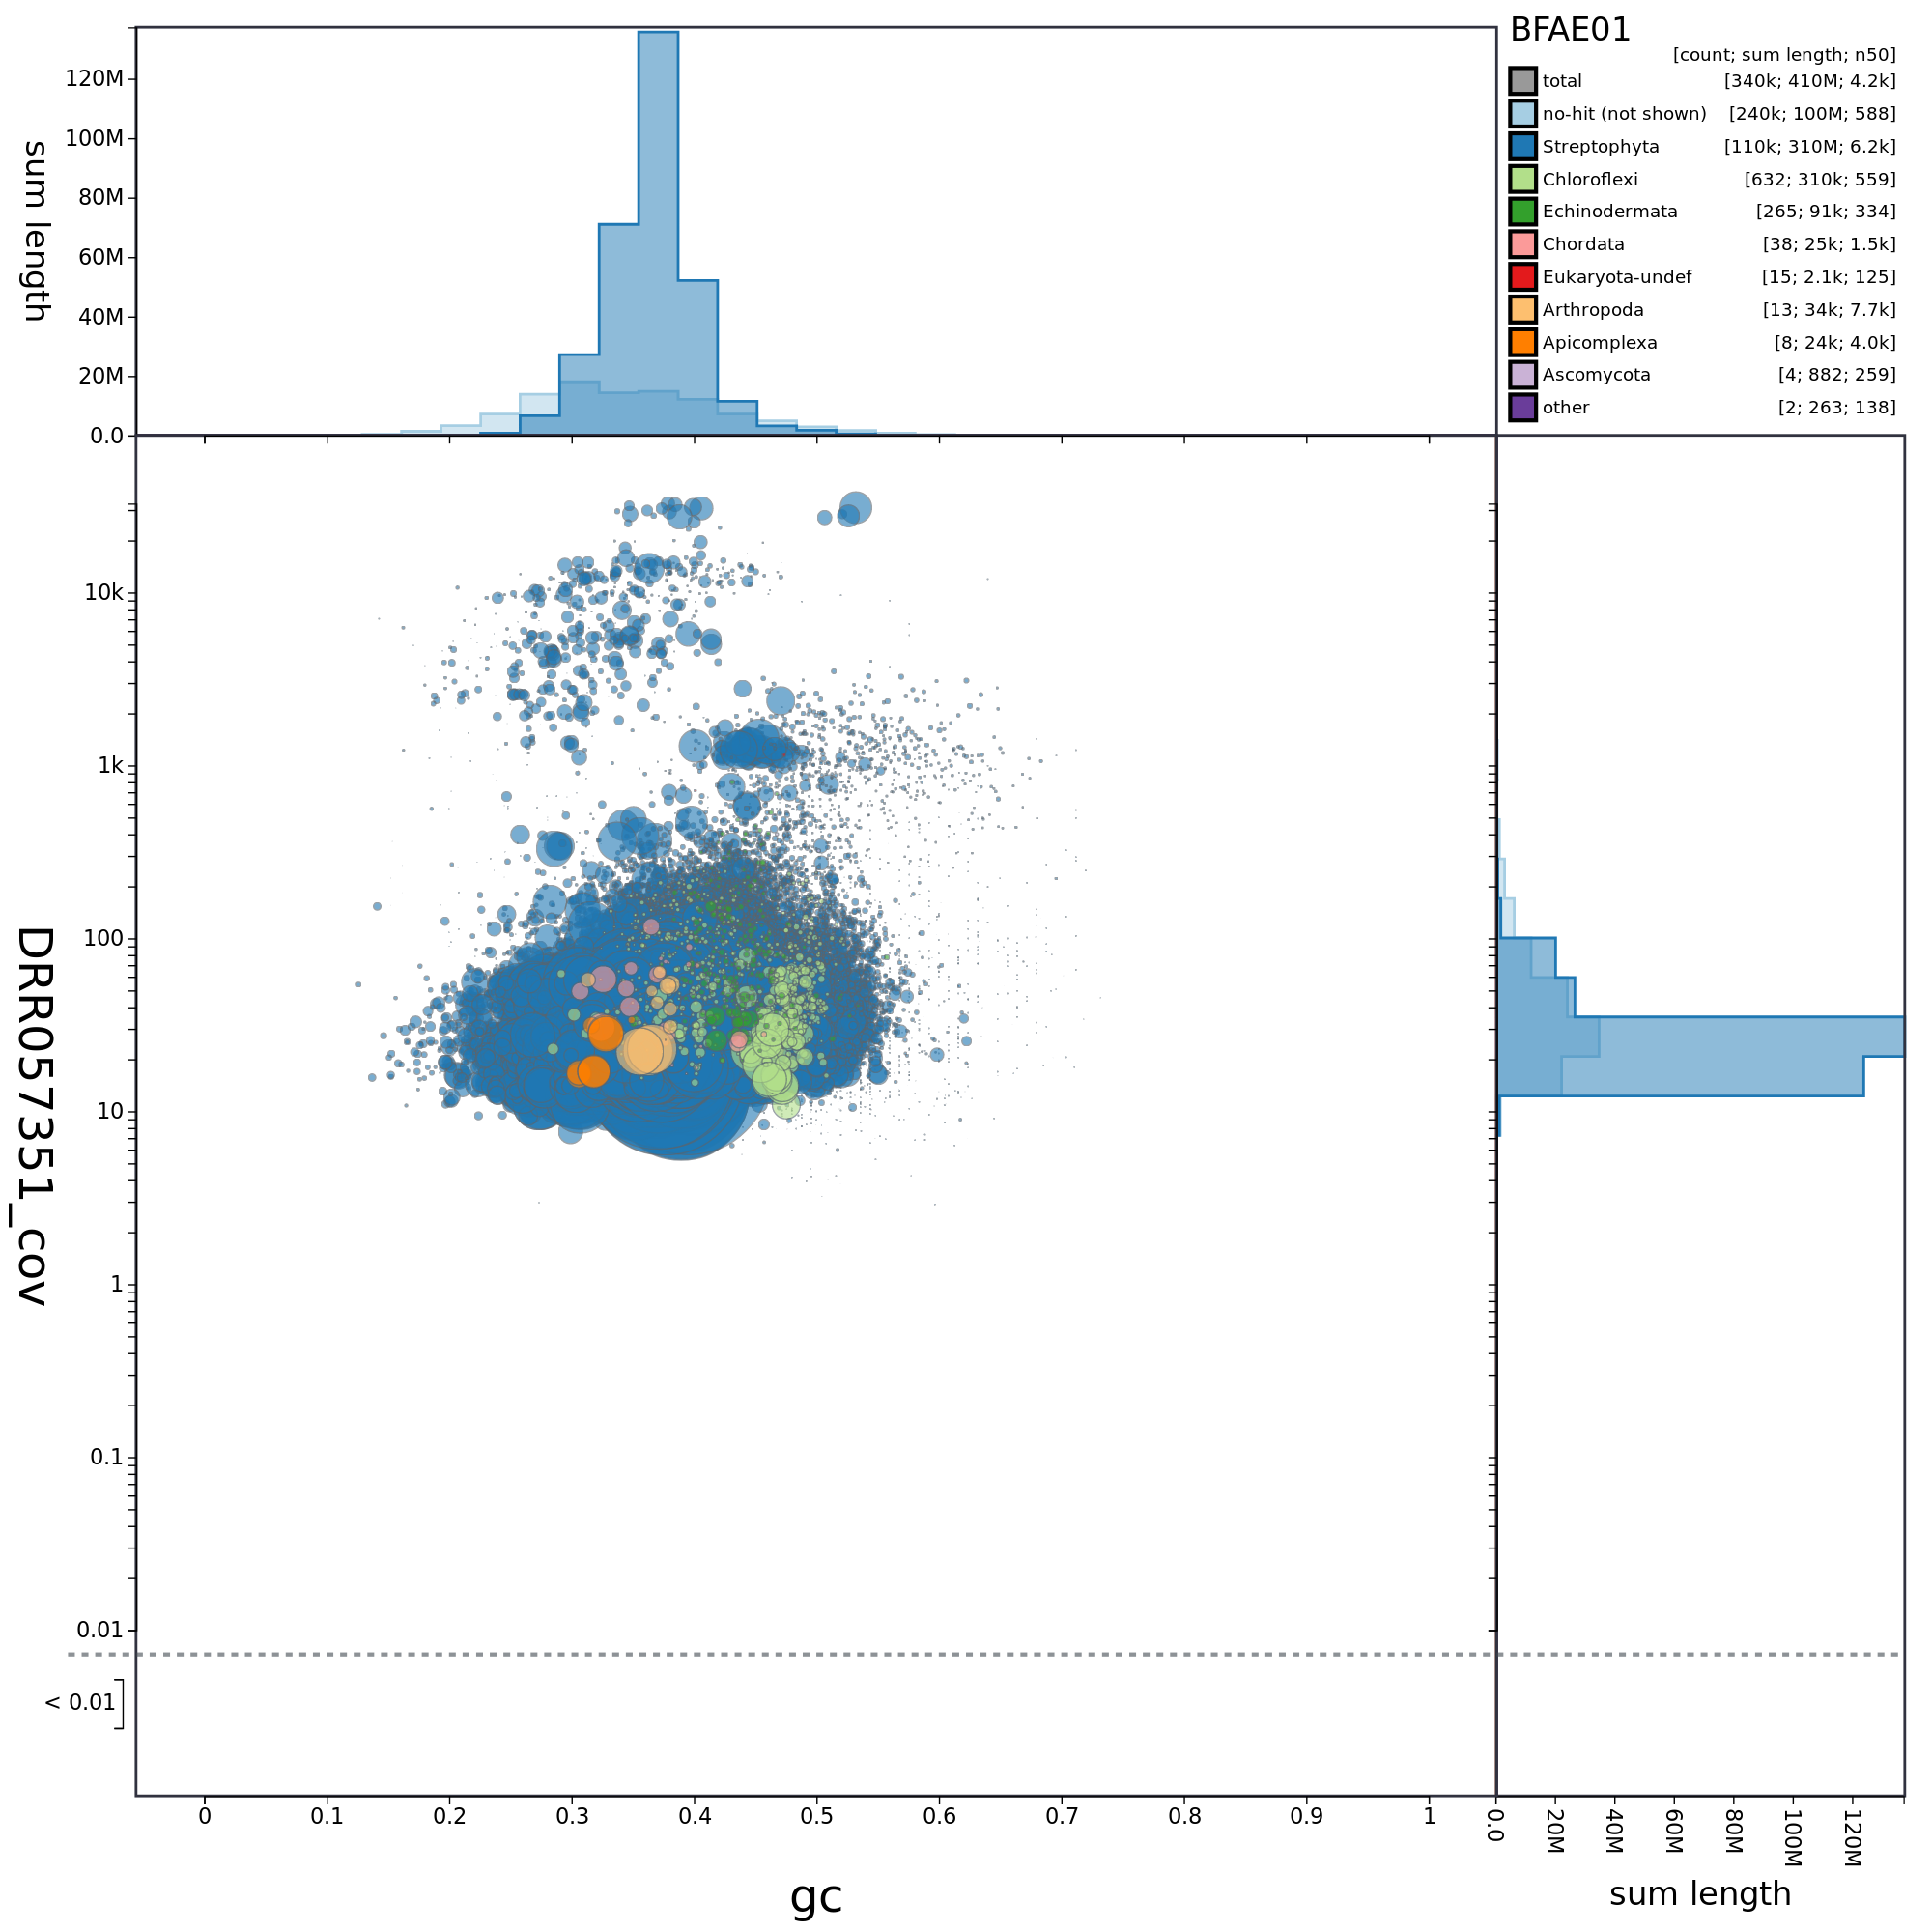 BFAE01
[count; sum length; n50]
total [340k; 410M; 4.2k]
no-hit (not shown) [240k; 100M; 588]
Streptophyta [110k; 310M; 6.2k]
Chloroflexi [632; 310k; 559]
Echinodermata [265; 91k; 334]
Chordata [38; 25k; 1.5k]
Eukaryota-undef [15; 2.1k; 125]
Arthropoda [13; 34k; 7.7k]
Apicomplexa [8; 24k; 4.0k]
Ascomycota [4; 882; 259]
other [2; 263; 138]
sum length
120M
100M
80M
60M
40M
20M
0.0
DRR057351_cov
10k
1k
100
10
1
0.1
0.01
< 0.01
0 0.1 0.2 0.3 0.4 0.5 0.6 0.7 0.8 0.9 1
gc
0.0 20M 40M 60M 80M 100M 120M
sum length